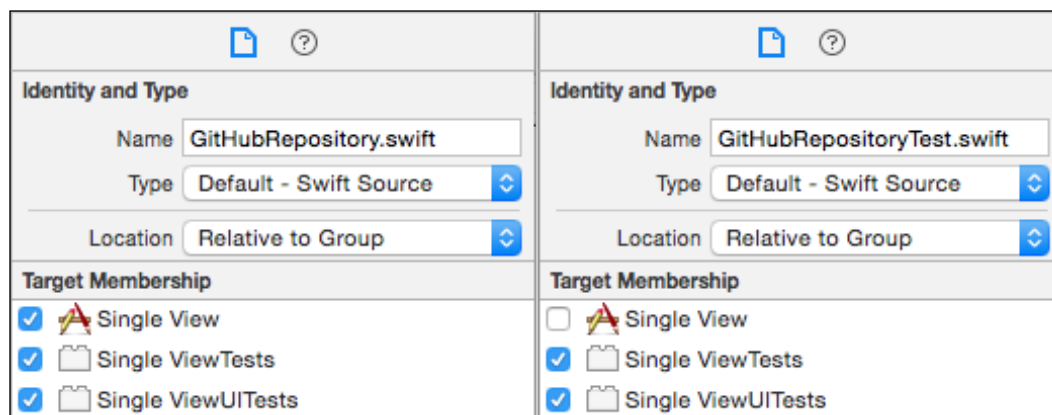 Identity and Type
Name GitHubRepository.swift
Type Default - Swift Source
Location Relative to Group
Target Membership
Single View
Single ViewTests
Single ViewUITests
Identity and Type
Name GitHubRepositoryTest.swift
Type Default - Swift Source
Location Relative to Group
Target Membership
Single View
Single ViewTests
Single ViewUITests